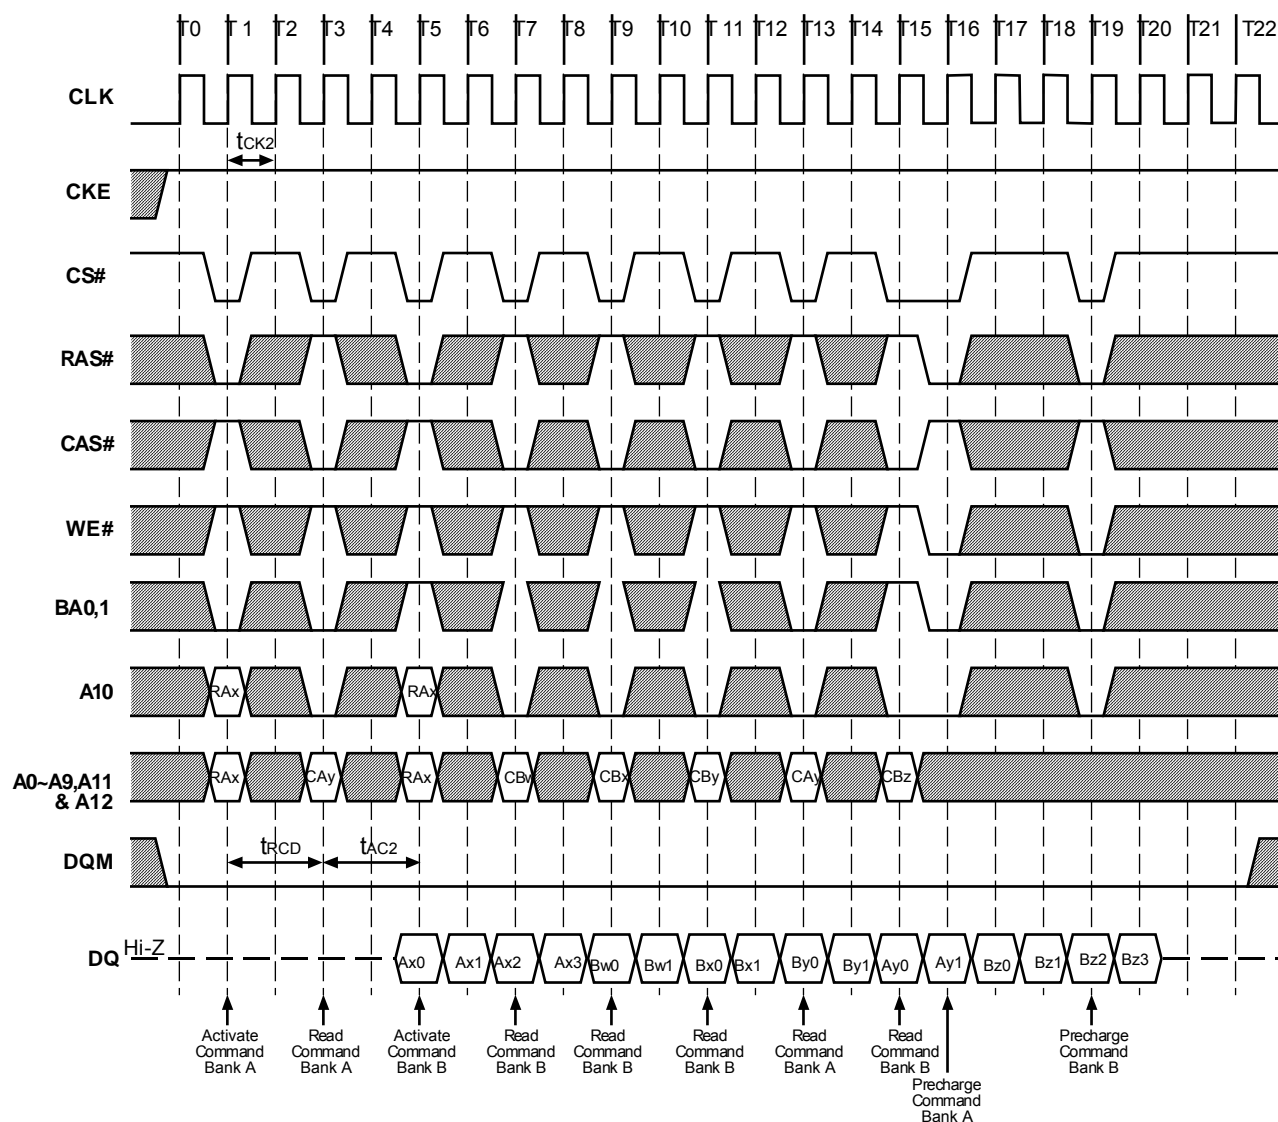 T0 T 1 T2 T3 T4 T5 T6 T7 T8 T9 T10 T 11 T12 T13 T14 T15 T16 T17 T18 T19 T20 T21 T22
CLK
tCK2
CKE
CS#
RAS#
CAS#
WE#
BA0,1
A10
RAx RAx
A0~A9,A11
& A12
RAx CAy RAx CBw CBx CBy CAy CBz
DQM
tRCD tAC2
DQ Hi-Z
Ax0 Ax1 Ax2 Ax3 Bw0 Bw1 Bx0 Bx1 By0 By1 Ay0 Ay1 Bz0 Bz1 Bz2 Bz3
Activate
Command
Bank A
Read
Command
Bank A
Activate
Command
Bank B
Read
Command
Bank B
Read
Command
Bank B
Read
Command
Bank B
Read
Command
Bank A
Read
Command
Bank B
Precharge
Command
Bank A
Precharge
Command
Bank B